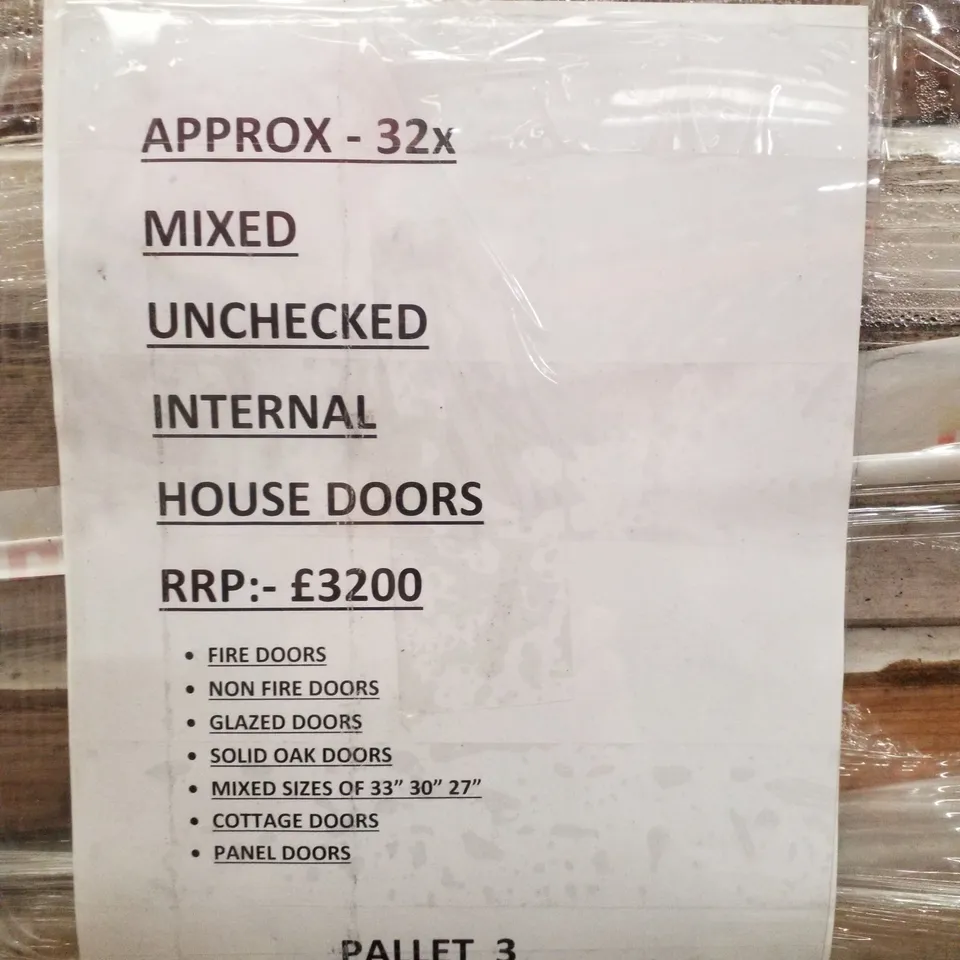 APPROX - 32x
MIXED
UNCHECKED
INTERNAL
HOUSE DOORS
RRP:- £3200
• FIRE DOORS
• NON FIRE DOORS
• GLAZED DOORS
• SOLID OAK DOORS
• MIXED SIZES OF 33” 30” 27”
• COTTAGE DOORS
• PANEL DOORS
PALLET 3